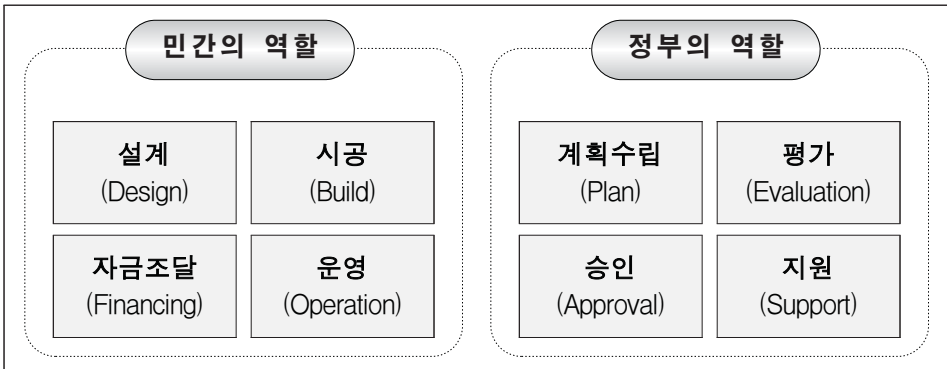 민간의 역할
설계
(Design)
시공
(Build)
자금조달
(Financing)
운영
(Operation)
정부의 역할
계획수립
(Plan)
평가
(Evaluation)
승인
(Approval)
지원
(Support)